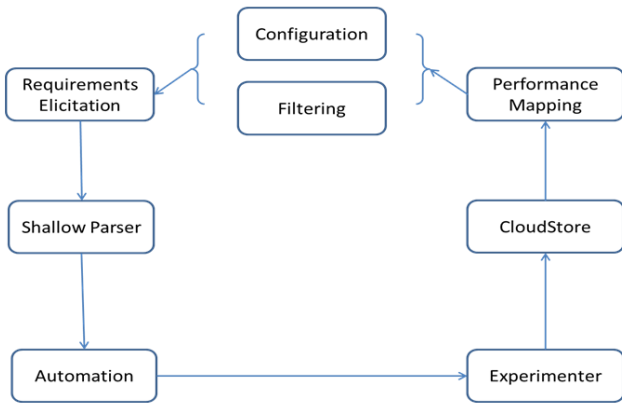 Configuration
Requirements
Elicitation
Filtering
Performance
Mapping
Shallow Parser
CloudStore
Automation
Experimenter